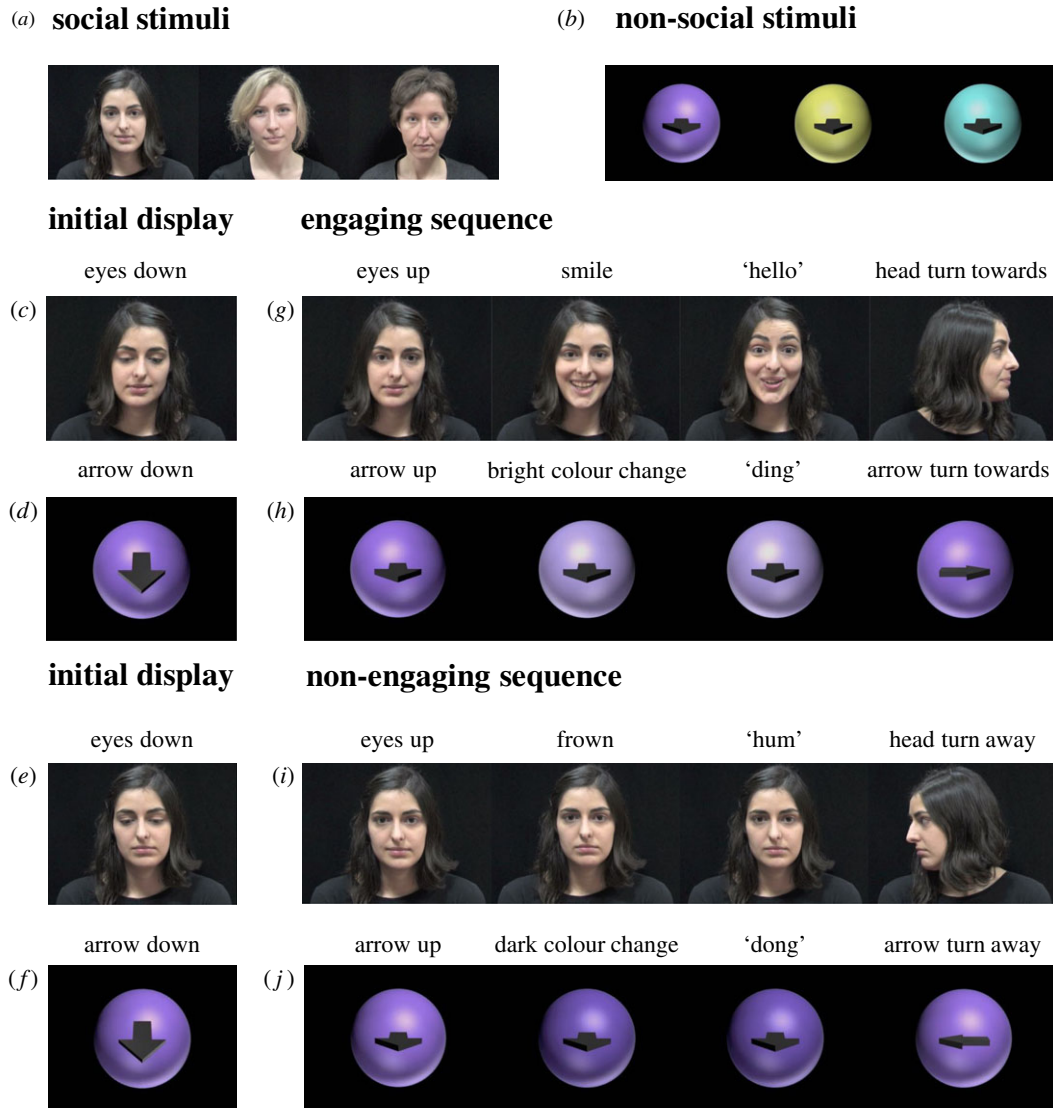 (a) social stimuli
(b) non-social stimuli
initial display engaging sequence
eyes down eyes up smile ‘hello’ head turn towards
(c) (g)
arrow down arrow up bright colour change ‘ding’ arrow turn towards
(d) (h)
initial display non-engaging sequence
eyes down eyes up frown ‘hum’ head turn away
(e) (i)
arrow down arrow up dark colour change ‘dong’ arrow turn away
(f) (j)